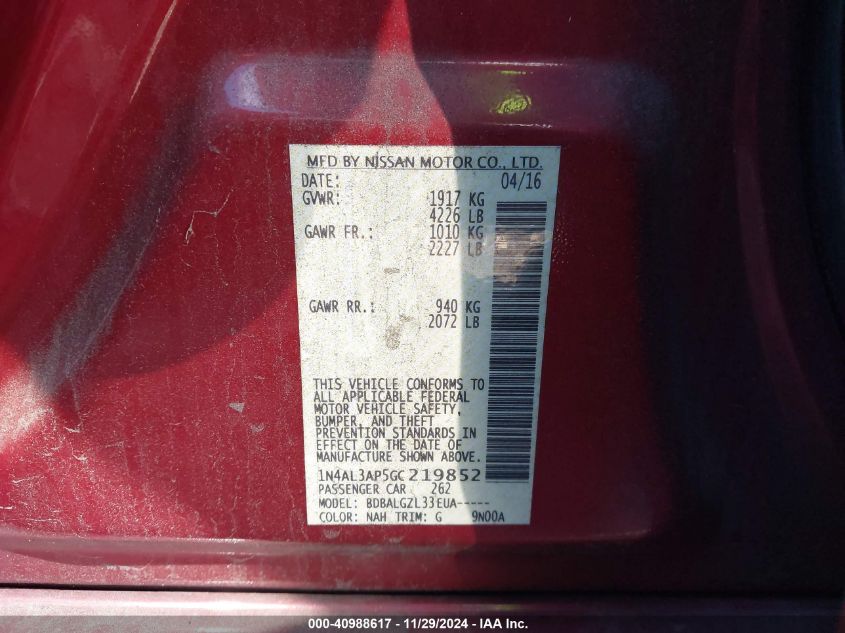 MFD BY NISSAN MOTOR CO., LTD.
DATE: 04/16
GVWR: 1917 KG
4226 LB
GAWR FR.: 1010 KG
2227 LB
GAWR RR.: 940 KG
2072 LB
THIS VEHICLE CONFORMS TO
ALL APPLICABLE FEDERAL
MOTOR VEHICLE SAFETY,
BUMPER, AND THEFT
PREVENTION STANDARDS IN
EFFECT ON THE DATE OF
MANUFACTURE SHOWN ABOVE.
1N4AL3AP5GC219852
PASSENGER CAR 262
MODEL: BDBALGZL33EUA-----
COLOR: NAH TRIM: G 9N00A
000-40988617 - 11/29/2024 - IAA Inc.